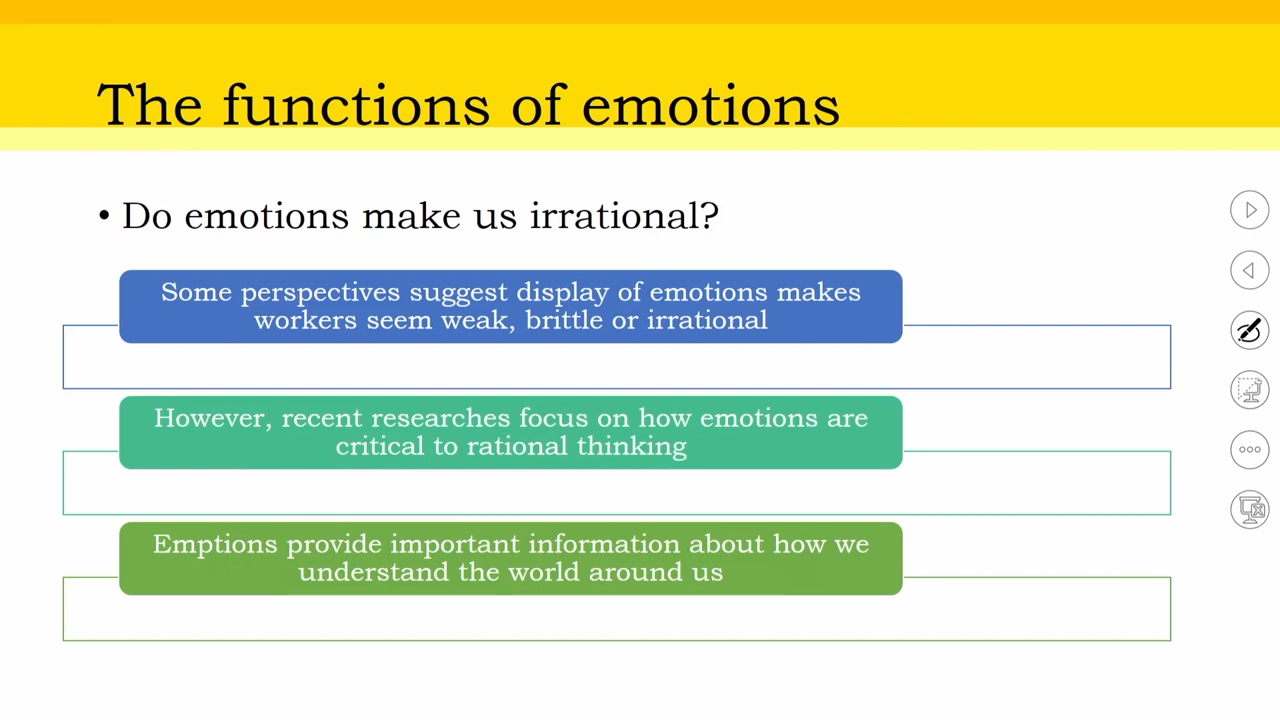 The functions of emotions
• Do emotions make us irrational?
Some perspectives suggest display of emotions makes
workers seem weak, brittle or irrational
However, recent researches focus on how emotions are
critical to rational thinking
Emptions provide important information about how we
understand the world around us